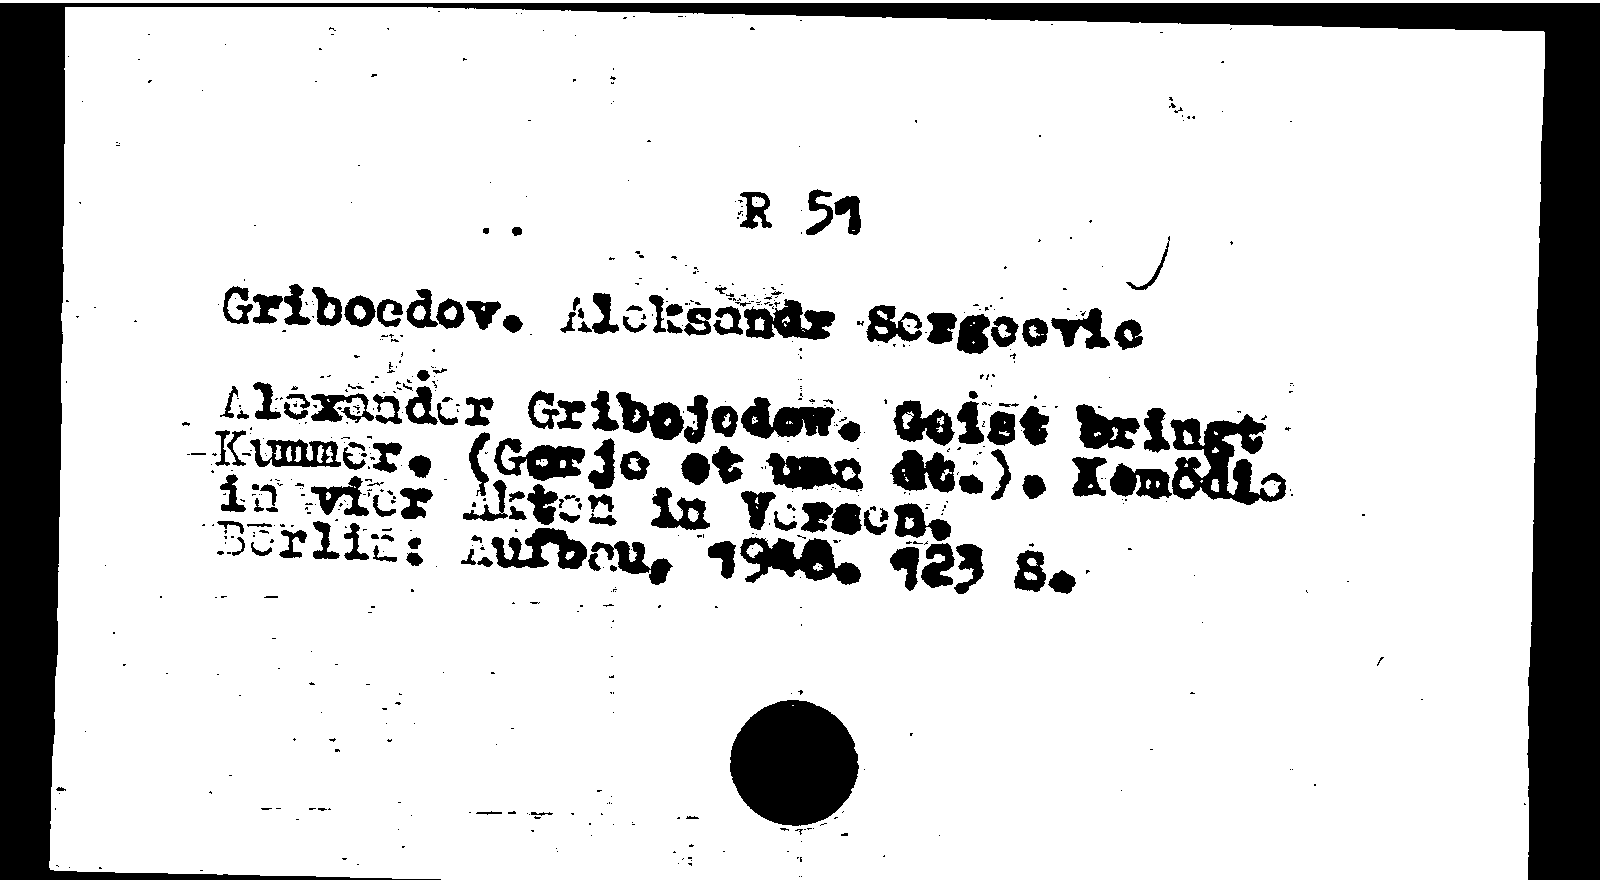 R 51
Griboedov. Aleksandr Sergeevic
Alexander Gribojedow. Geist bringt
Kummer. (Gorje ot uma dt.). Komödie
in vier Akten in Versen.
Berlin: Aufbau, 1948. 123 S.